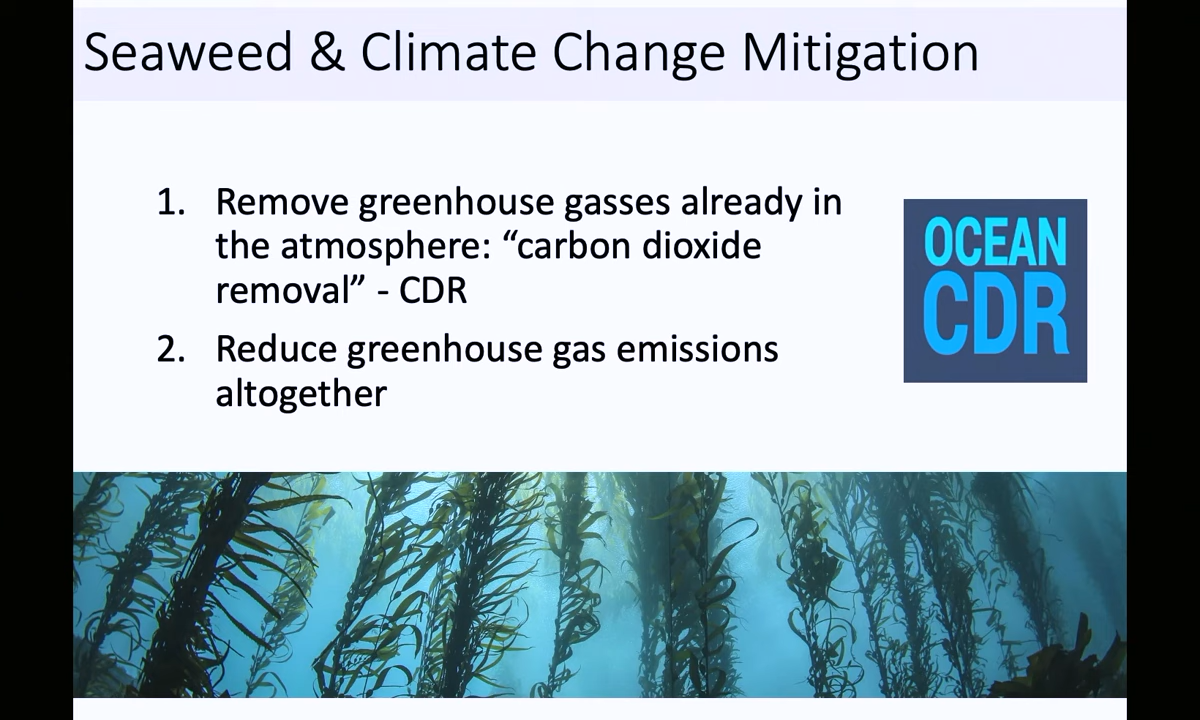 Seaweed & Climate Change Mitigation
1. Remove greenhouse gasses already in
the atmosphere: “carbon dioxide
removal” - CDR
2. Reduce greenhouse gas emissions
altogether
OCEAN
CDR